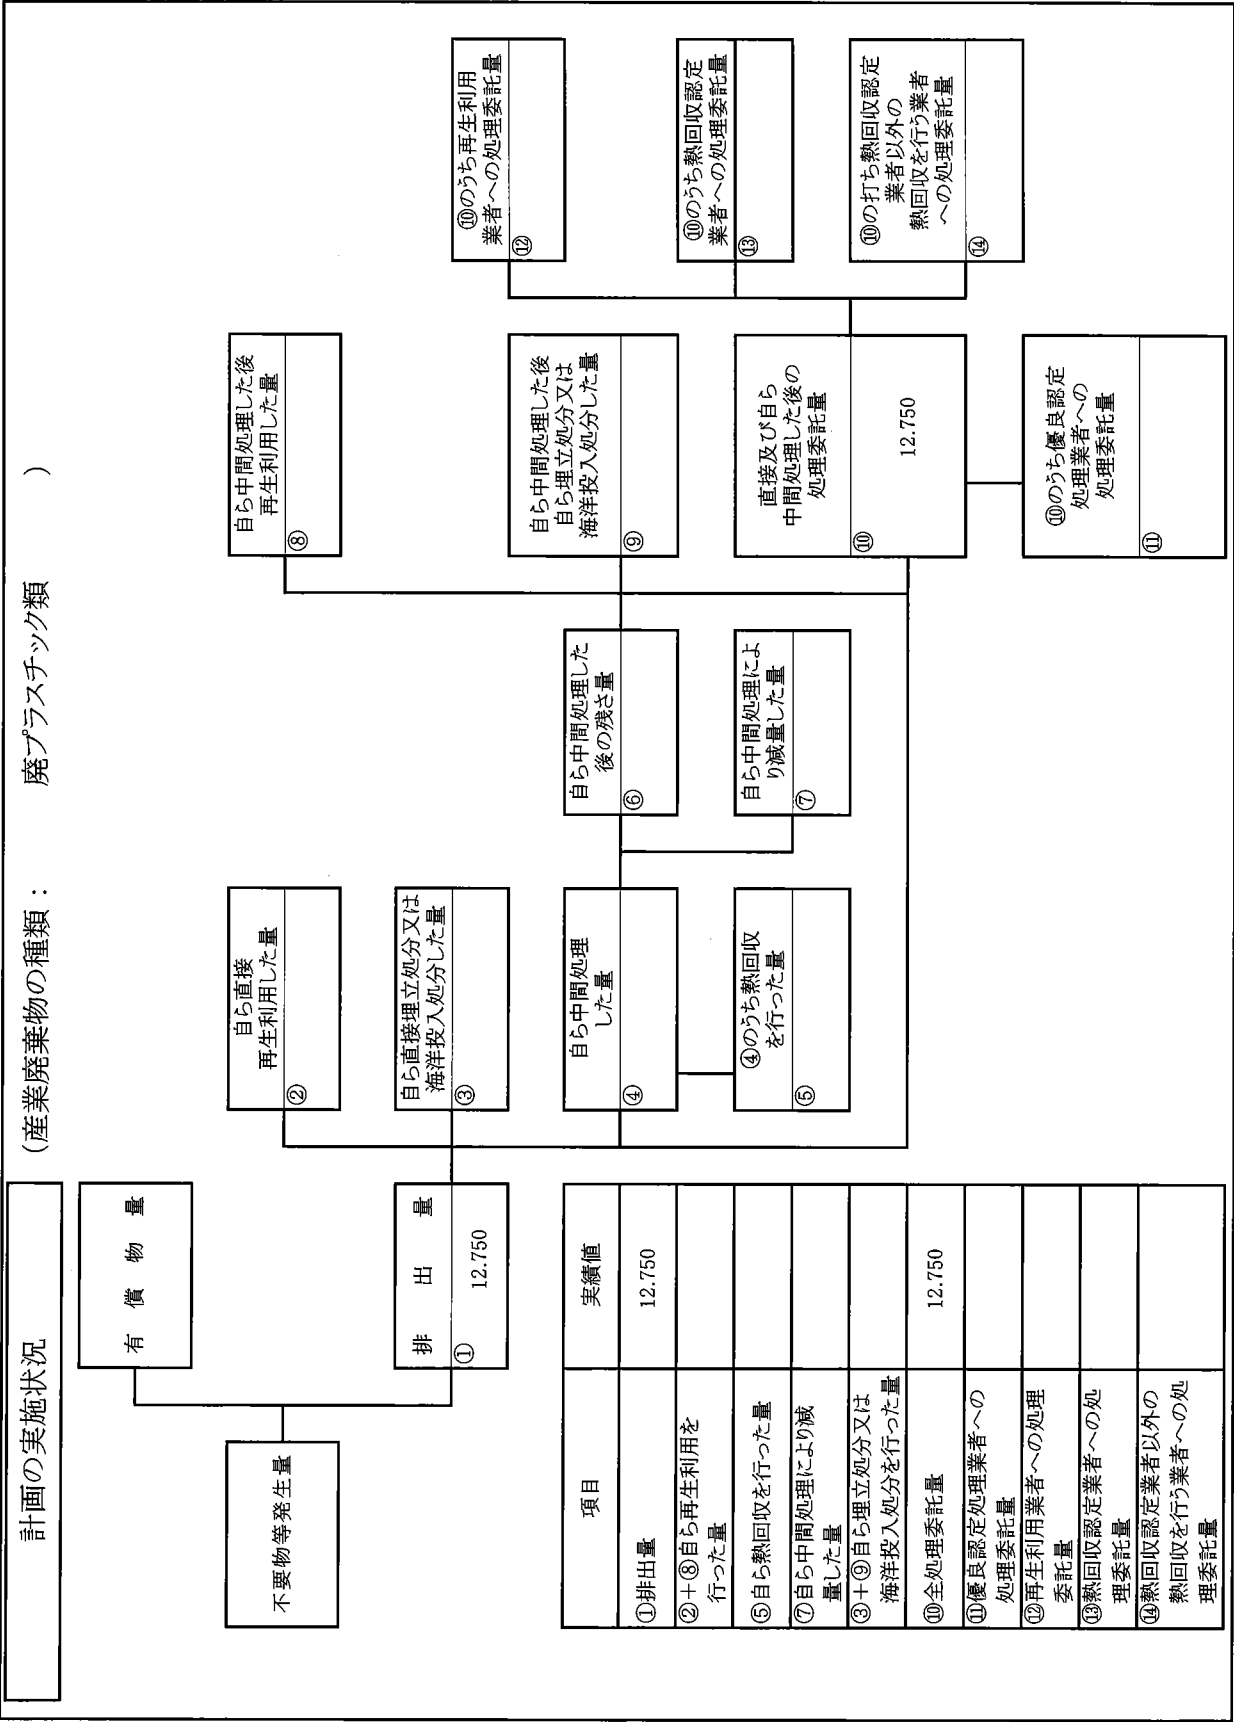 計画の実施状況
(産業廃棄物の種類： 廃プラスチック類 )
不要物等発生量
有償物量
排出量
①
12.750
自ら直接
再生利用した量
②
自ら直接埋立処分又は
海洋投入処分した量
③
自ら中間処理
した量
④
④のうち熱回収
を行った量
⑤
自ら中間処理した
後の残さ量
⑥
自ら中間処理によ
り減量した量
⑦
自ら中間処理した後
再生利用した量
⑧
自ら中間処理した後
自ら埋立処分又は
海洋投入処分した量
⑨
直接及び自ら
中間処理した後の
処理委託量
⑩
12.750
⑩のうち優良認定
処理業者への
処理委託量
⑪
⑩のうち再生利用
業者への処理委託量
⑫
⑩のうち熱回収認定
業者への処理委託量
⑬
⑩の打ち熱回収認定
業者以外の
熱回収を行う業者
への処理委託量
⑭
項目 実績値
①排出量 12.750
②＋⑧自ら再生利用を
行った量
⑤自ら熱回収を行った量
⑦自ら中間処理により減
量した量
③＋⑨自ら埋立処分又は
海洋投入処分を行った量
⑩全処理委託量 12.750
⑪優良認定処理業者への
処理委託量
⑫再生利用業者への処理
委託量
⑬熱回収認定業者への処
理委託量
⑭熱回収認定業者以外の
熱回収を行う業者への処
理委託量